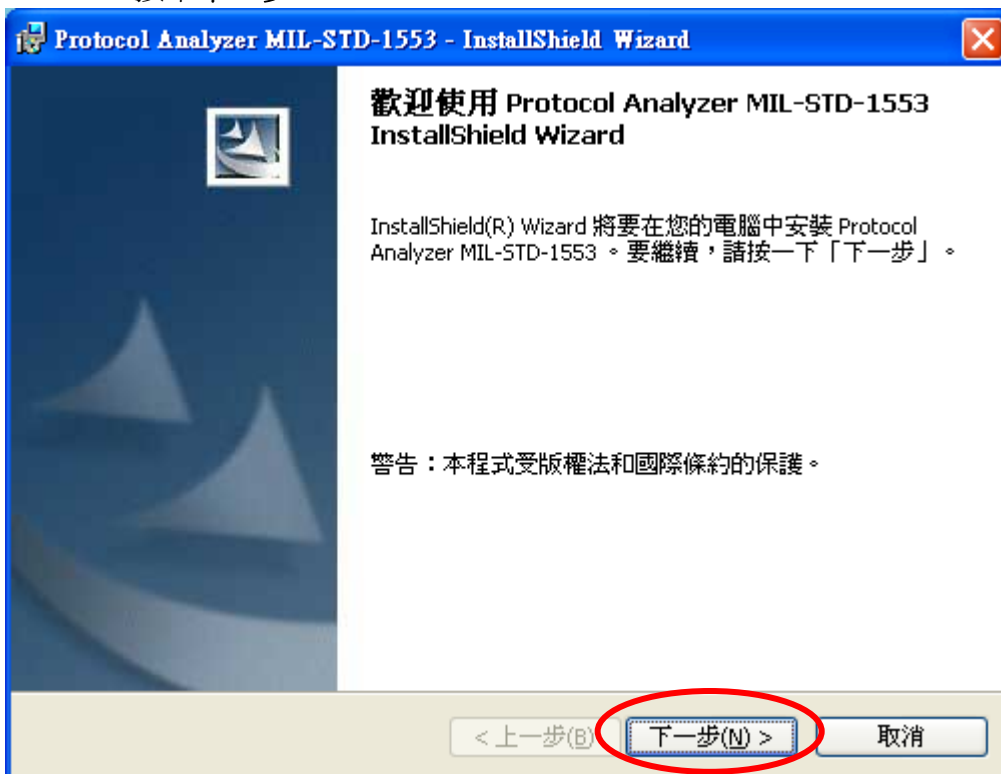 Protocol Analyzer MIL-STD-1553 - InstallShield Wizard
歡迎使用 Protocol Analyzer MIL-STD-1553
InstallShield Wizard
InstallShield(R) Wizard 將要在您的電腦中安裝 Protocol
Analyzer MIL-STD-1553 。要繼續，請按一下「下一步」。
警告：本程式受版權法和國際條約的保護。
<上一步(B) 下一步(N) > 取消